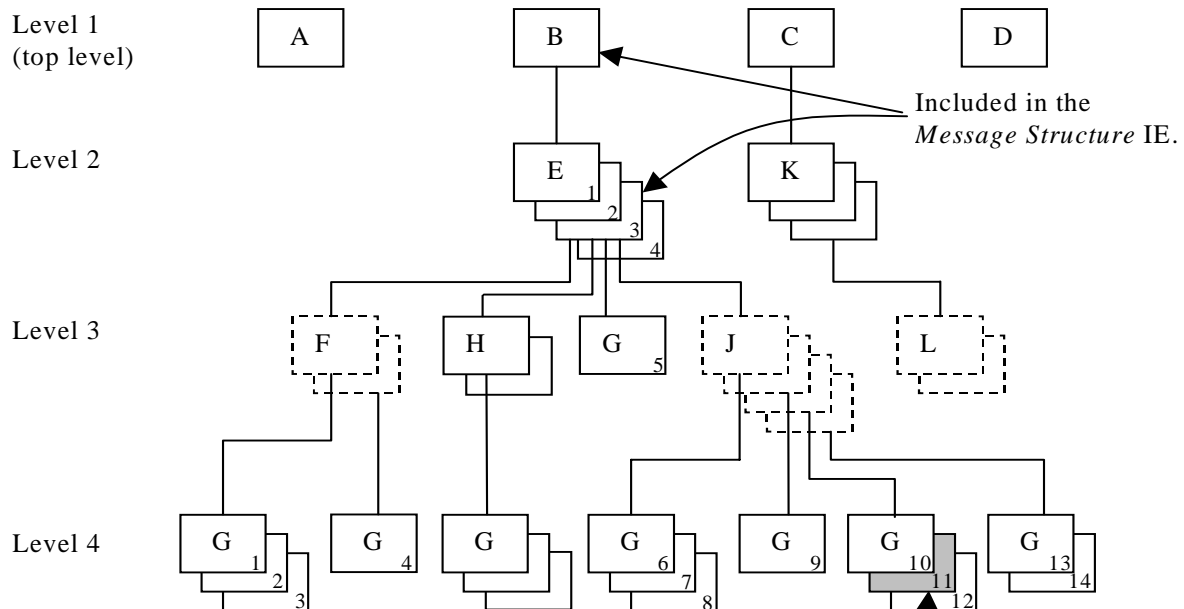 Level 1
(top level)
A
B
C
D
Included in the
Message Structure IE.
Level 2
E
1
2
3
4
K
Level 3
F
H
G
5
J
L
Level 4
G
1
2
3
G
4
G
G
6
7
8
G
9
G
10
11
12
G
13
14